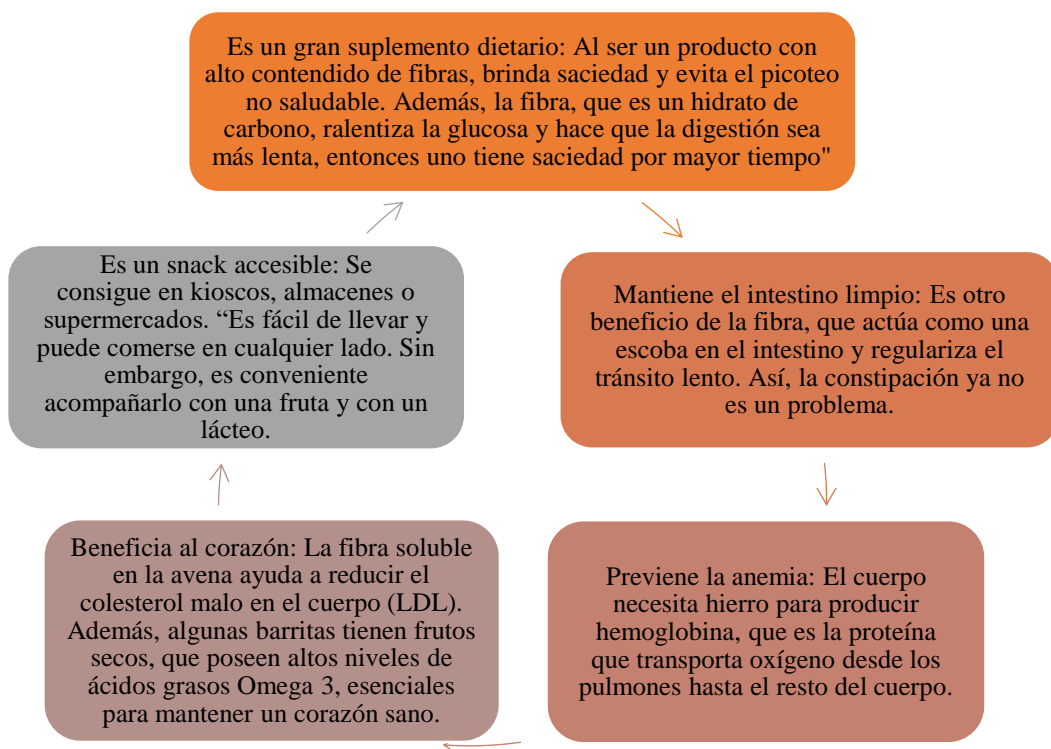 Es un gran suplemento dietario: Al ser un producto con
alto contendido de fibras, brinda saciedad y evita el picoteo
no saludable. Además, la fibra, que es un hidrato de
carbono, ralentiza la glucosa y hace que la digestión sea
más lenta, entonces uno tiene saciedad por mayor tiempo"
Mantiene el intestino limpio: Es otro
beneficio de la fibra, que actúa como una
escoba en el intestino y regulariza el
tránsito lento. Así, la constipación ya no
es un problema.
Previene la anemia: El cuerpo
necesita hierro para producir
hemoglobina, que es la proteína
que transporta oxígeno desde los
pulmones hasta el resto del cuerpo.
Beneficia al corazón: La fibra soluble
en la avena ayuda a reducir el
colesterol malo en el cuerpo (LDL).
Además, algunas barritas tienen frutos
secos, que poseen altos niveles de
ácidos grasos Omega 3, esenciales
para mantener un corazón sano.
Es un snack accesible: Se
consigue en kioscos, almacenes o
supermercados. “Es fácil de llevar y
puede comerse en cualquier lado. Sin
embargo, es conveniente
acompañarlo con una fruta y con un
lácteo.